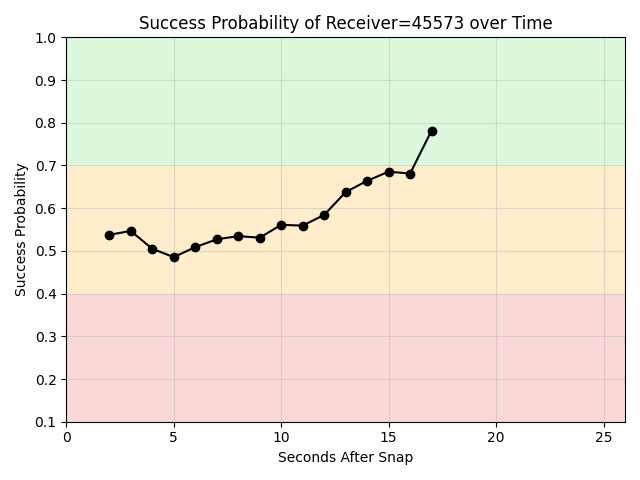 Success Probability of Receiver=45573 over Time
1.0
0.9
0.8
0.7
0.6
0.5
0.4
0.3
0.2
0.1
Success Probability
0 5 10 15 20 25
Seconds After Snap